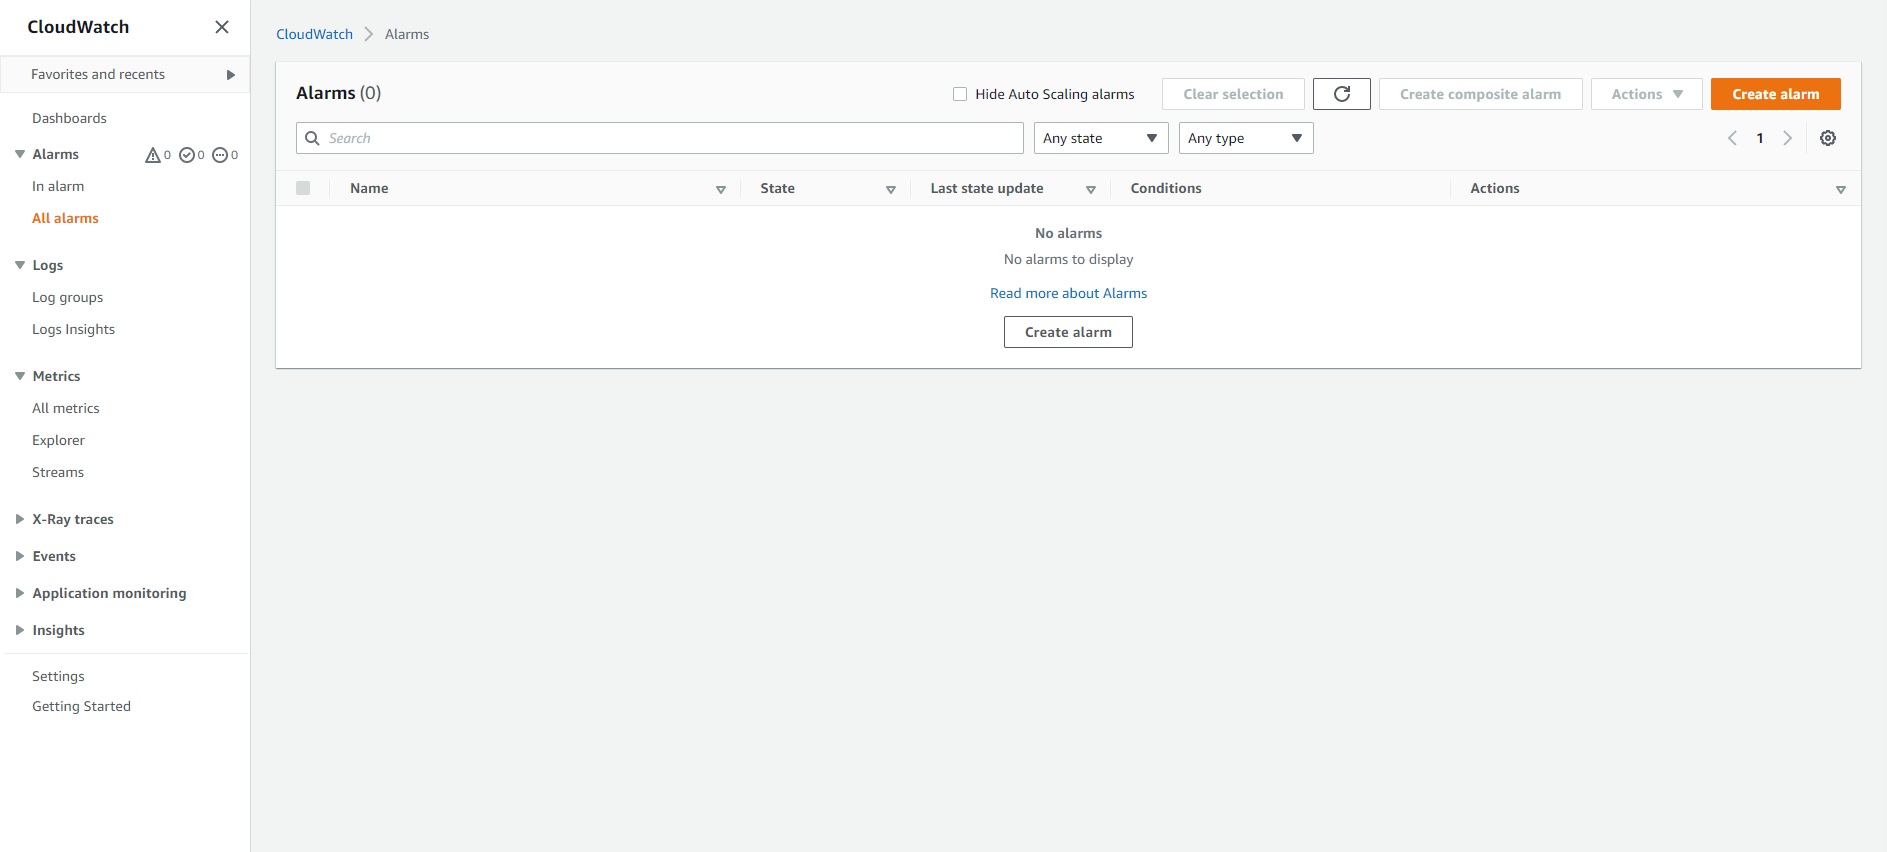 CloudWatch
Favorites and recents
Dashboards
Alarms 0 0 0
In alarm
All alarms
Logs
Log groups
Logs Insights
Metrics
All metrics
Explorer
Streams
X-Ray traces
Events
Application monitoring
Insights
Settings
Getting Started
CloudWatch Alarms
Alarms (0)
Hide Auto Scaling alarms Clear selection Create composite alarm Actions Create alarm
Search Any state Any type 1
Name State Last state update Conditions Actions
No alarms
No alarms to display
Read more about Alarms
Create alarm